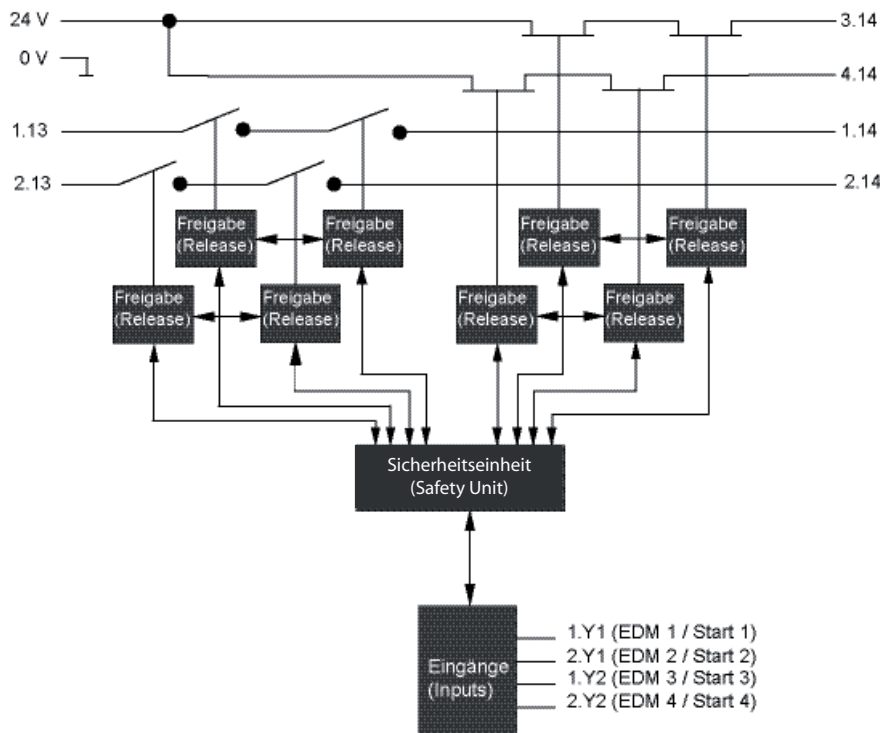 24 V
3.14
0 V
4.14
1.13
1.14
2.13
2.14
Freigabe
(Release)
Freigabe
(Release)
Freigabe
(Release)
Freigabe
(Release)
Freigabe
(Release)
Freigabe
(Release)
Freigabe
(Release)
Freigabe
(Release)
Sicherheitseinheit
(Safety Unit)
Eingänge
(Inputs)
1.Y1 (EDM 1 / Start 1)
2.Y1 (EDM 2 / Start 2)
1.Y2 (EDM 3 / Start 3)
2.Y2 (EDM 4 / Start 4)